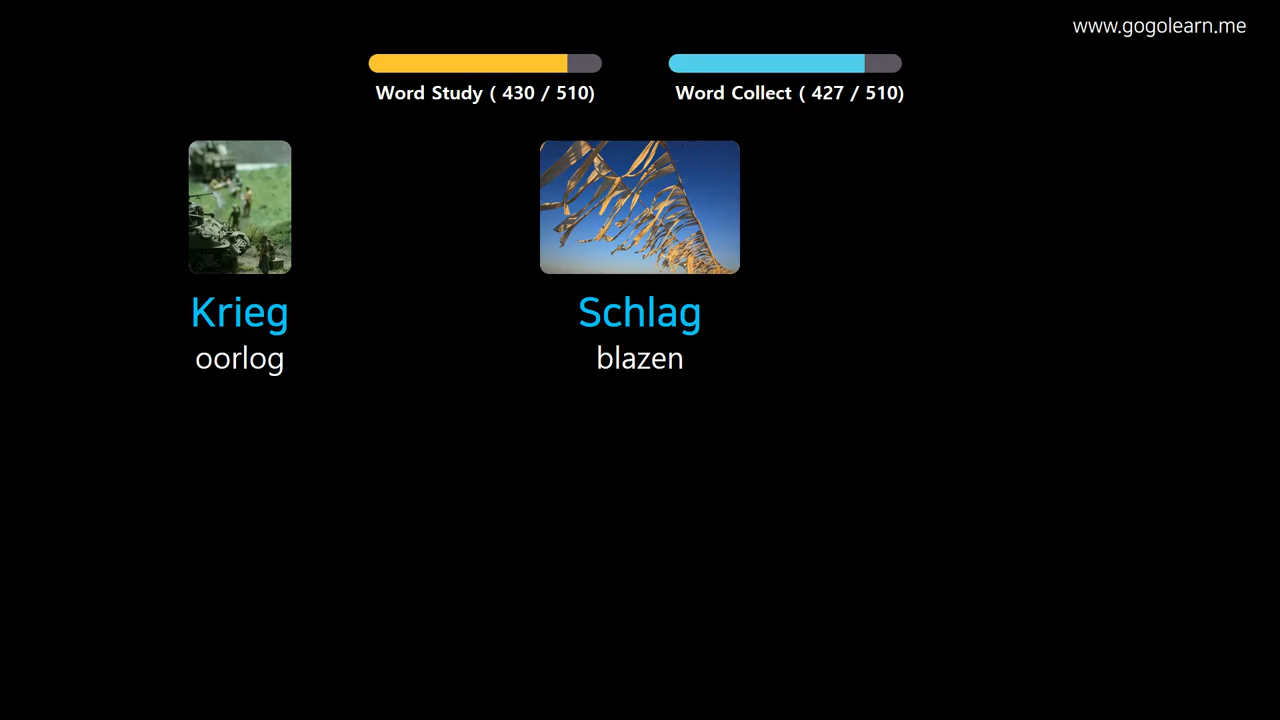 www.gogolearn.me
Word Study ( 430 / 510)
Word Collect ( 427 / 510)
Krieg
oorlog
Schlag
blazen